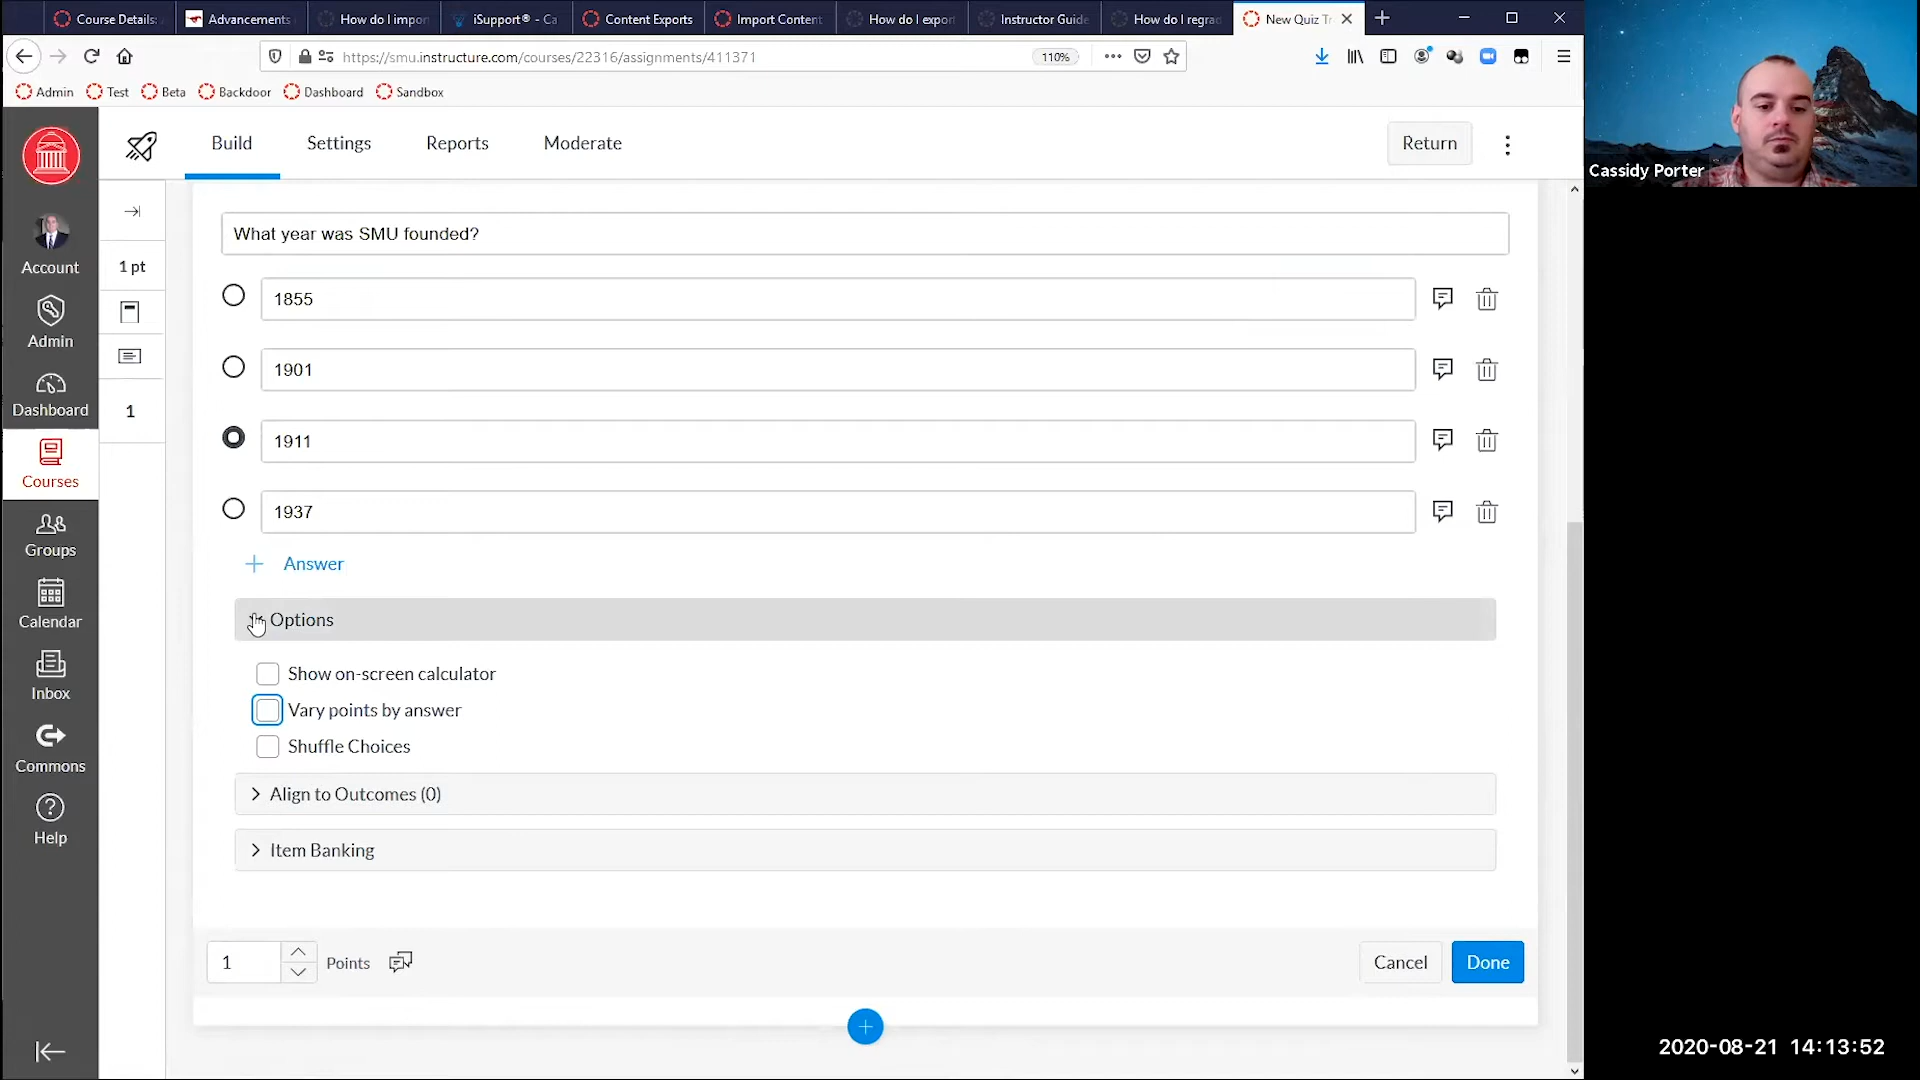 Course Details:
Advancements
How do I impor
iSupport® - Ca
Content Exports
Import Content
How do I expor
Instructor Guide
How do I regrad
New Quiz Tr
https://smu.instructure.com/courses/22316/assignments/411371
110%
Admin
Test
Beta
Backdoor
Dashboard
Sandbox
Cassidy Porter
Build
Settings
Reports
Moderate
Return
Account
Admin
Dashboard
Courses
Groups
Calendar
Inbox
Commons
Help
1 pt
1
What year was SMU founded?
1855
1901
1911
1937
Answer
Options
Show on-screen calculator
Vary points by answer
Shuffle Choices
Align to Outcomes (0)
Item Banking
1
Points
Cancel
Done
2020-08-21 14:13:52